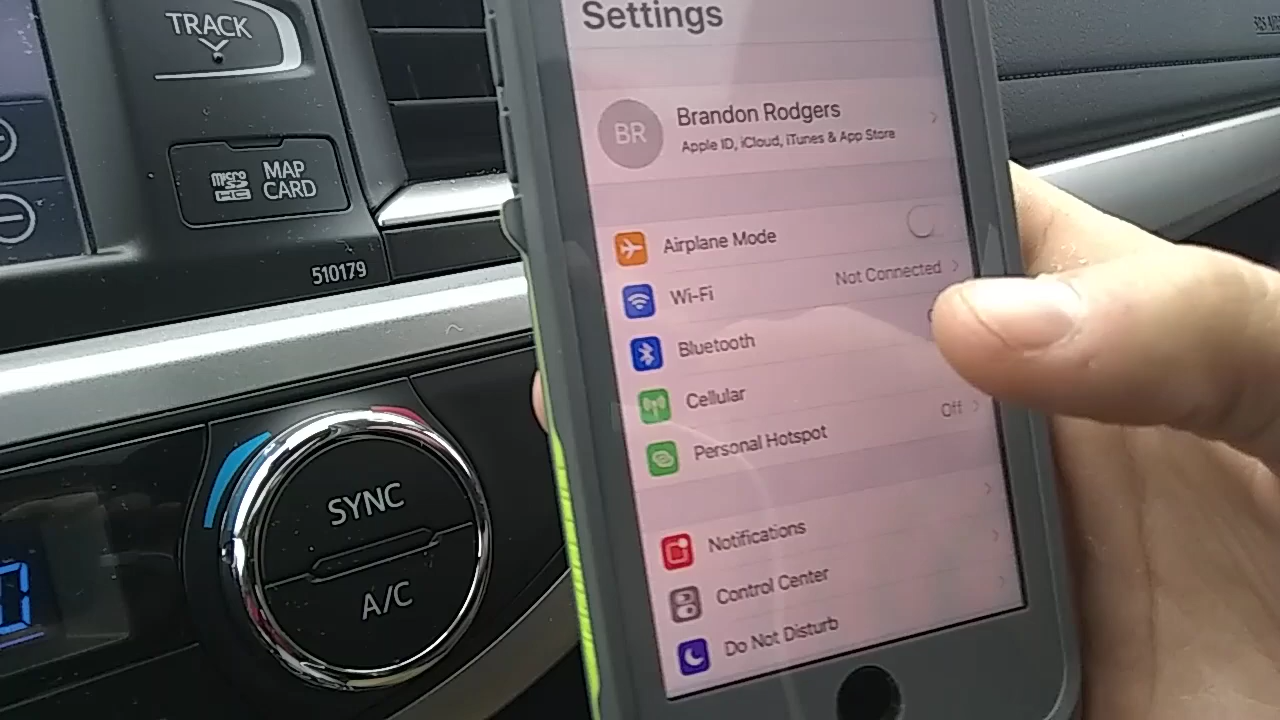 TRACK
micro
SD
HC
MAP
CARD
510179
SYNC
A/C
Settings
BR
Brandon Rodgers
Apple ID, iCloud, iTunes & App Store
Airplane Mode
Wi-Fi
Not Connected
Bluetooth
Cellular
Personal Hotspot
Off
Notifications
Control Center
Do Not Disturb